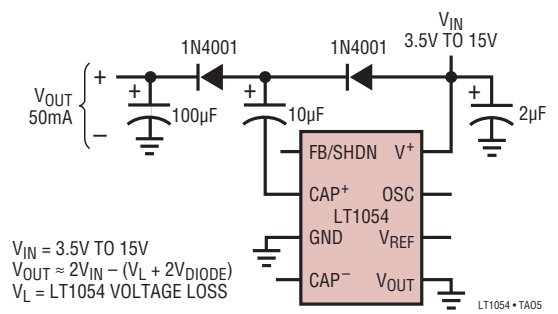 V_IN
3.5V TO 15V
1N4001
1N4001
+
V_OUT
50mA
–
+
100µF
+
10µF
+
2µF
FB/SHDN
V⁺
CAP⁺
OSC
LT1054
GND
V_REF
CAP⁻
V_OUT
V_IN = 3.5V TO 15V
V_OUT ≈ 2V_IN – (V_L + 2V_DIODE)
V_L = LT1054 VOLTAGE LOSS
LT1054 • TA05